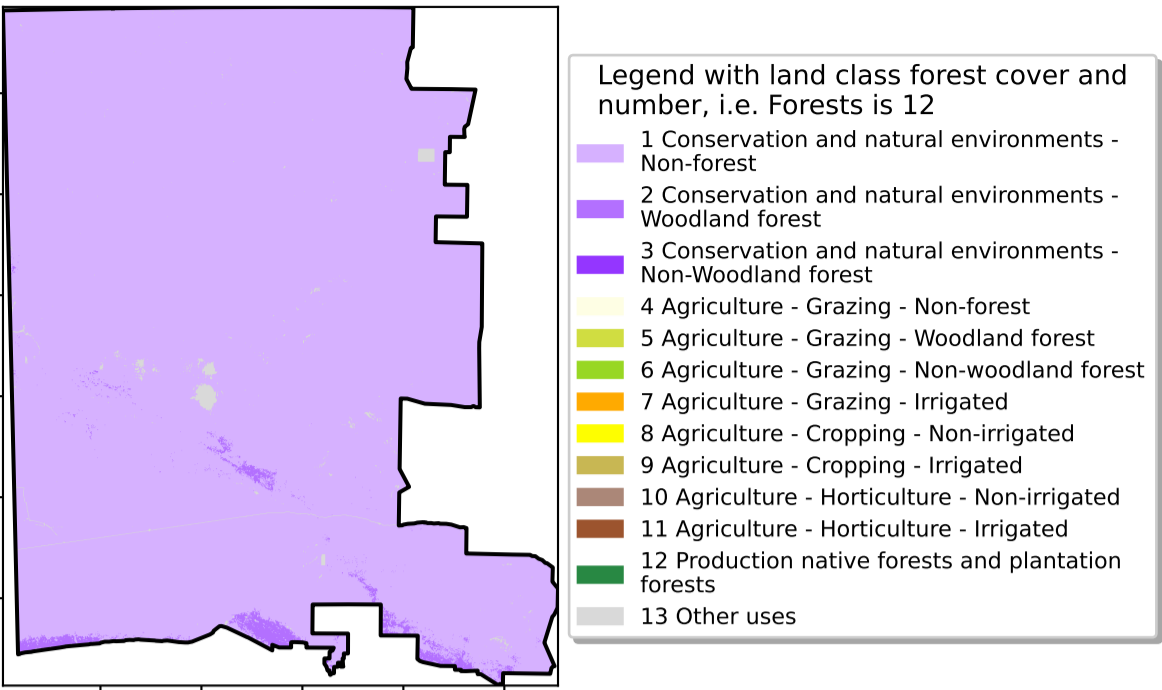 Legend with land class forest cover and
number, i.e. Forests is 12
1 Conservation and natural environments -
Non-forest
2 Conservation and natural environments -
Woodland forest
3 Conservation and natural environments -
Non-Woodland forest
4 Agriculture - Grazing - Non-forest
5 Agriculture - Grazing - Woodland forest
6 Agriculture - Grazing - Non-woodland forest
7 Agriculture - Grazing - Irrigated
8 Agriculture - Cropping - Non-irrigated
9 Agriculture - Cropping - Irrigated
10 Agriculture - Horticulture - Non-irrigated
11 Agriculture - Horticulture - Irrigated
12 Production native forests and plantation
forests
13 Other uses